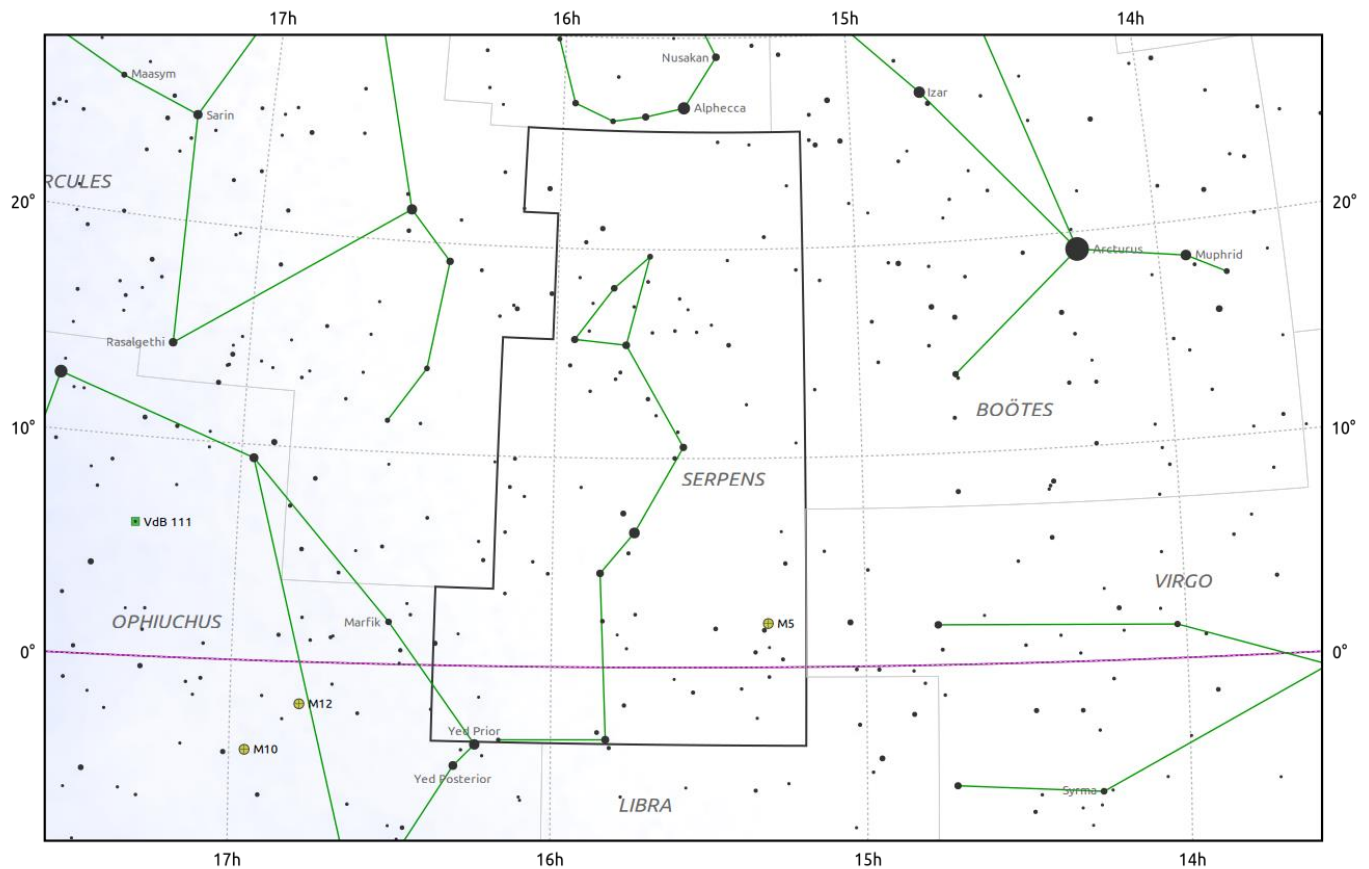 17h 16h 15h 14h
Nusakan
Maasym
Izar
Alphecca
Sarin
RCULES
20° 20°
Arcturus
Muphrid
Rasalgethi
BOÖTES
10° 10°
SERPENS
VdB 111
VIRGO
OPHIUCHUS
Marfik
M5
0° 0°
M12
Yed Prior
M10
Yed Posterior
Syrma
LIBRA
17h 16h 15h 14h